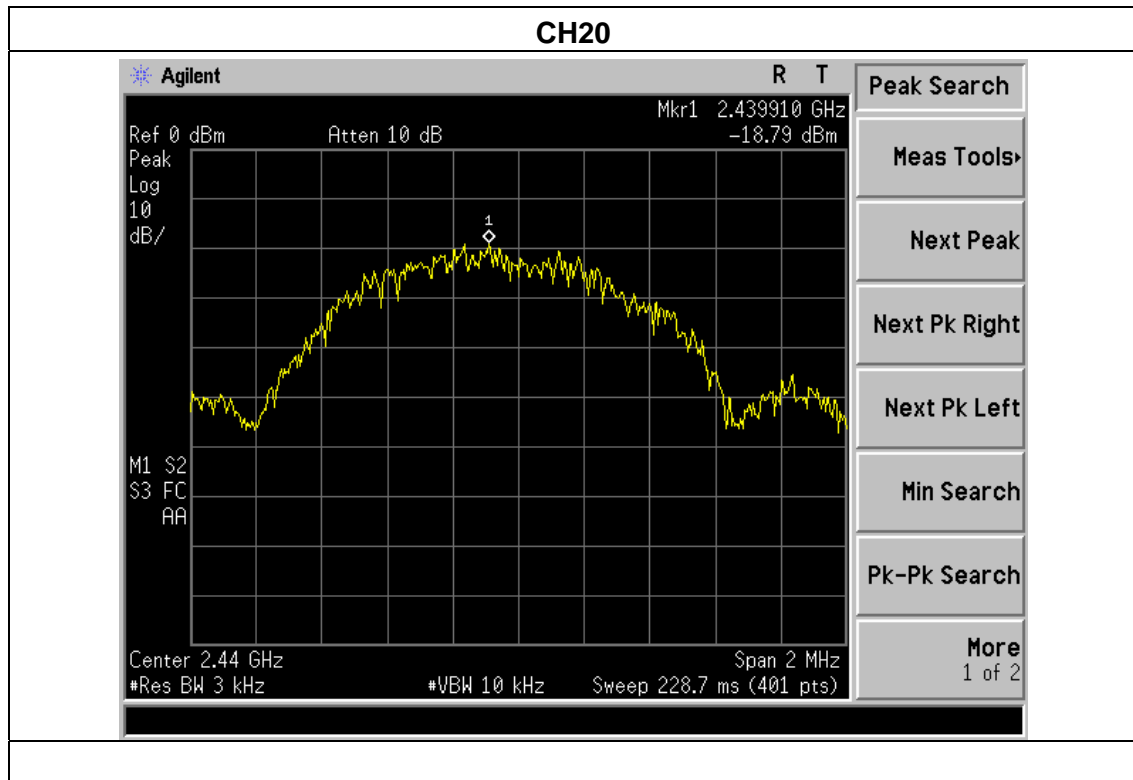 CH20
Agilent
R T
Peak Search
Mkr1 2.439910 GHz
Ref 0 dBm Atten 10 dB -18.79 dBm
Peak
Log
10
dB/
1
M1 S2
S3 FC
AA
Center 2.44 GHz Span 2 MHz
#Res BW 3 kHz #VBW 10 kHz Sweep 228.7 ms (401 pts)
Meas Tools
Next Peak
Next Pk Right
Next Pk Left
Min Search
Pk-Pk Search
More
1 of 2